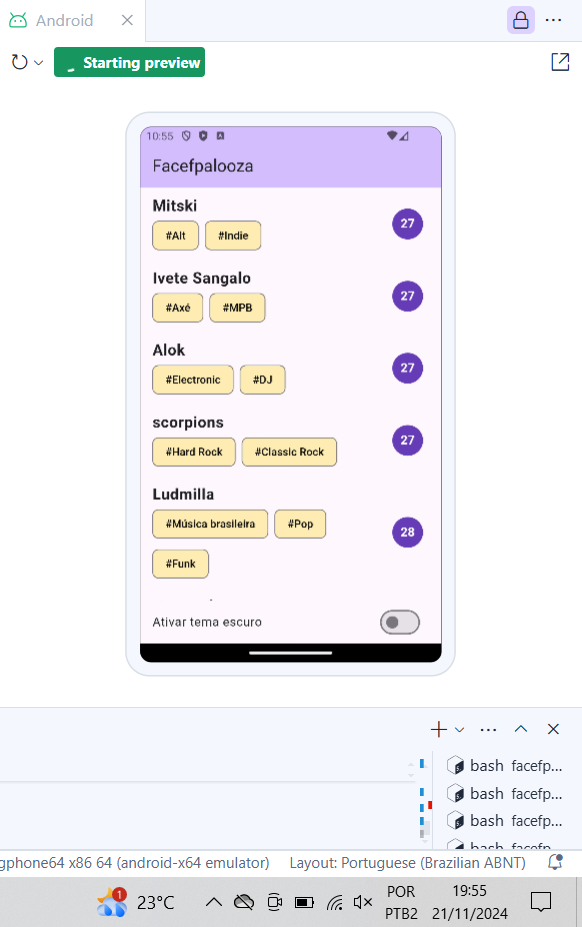 Android
Starting preview
10:55
Facefpalooza
Mitski
#Alt #Indie
27
Ivete Sangalo
#Axé #MPB
27
Alok
#Electronic #DJ
27
scorpions
#Hard Rock #Classic Rock
27
Ludmilla
#Música brasileira #Pop
28
#Funk
Ativar tema escuro
bash facefp...
bash facefp...
bash facefp...
bash facefp...
gphone64 x86 64 (android-x64 emulator) Layout: Portuguese (Brazilian ABNT)
1
23°C
POR
PTB2
19:55
21/11/2024